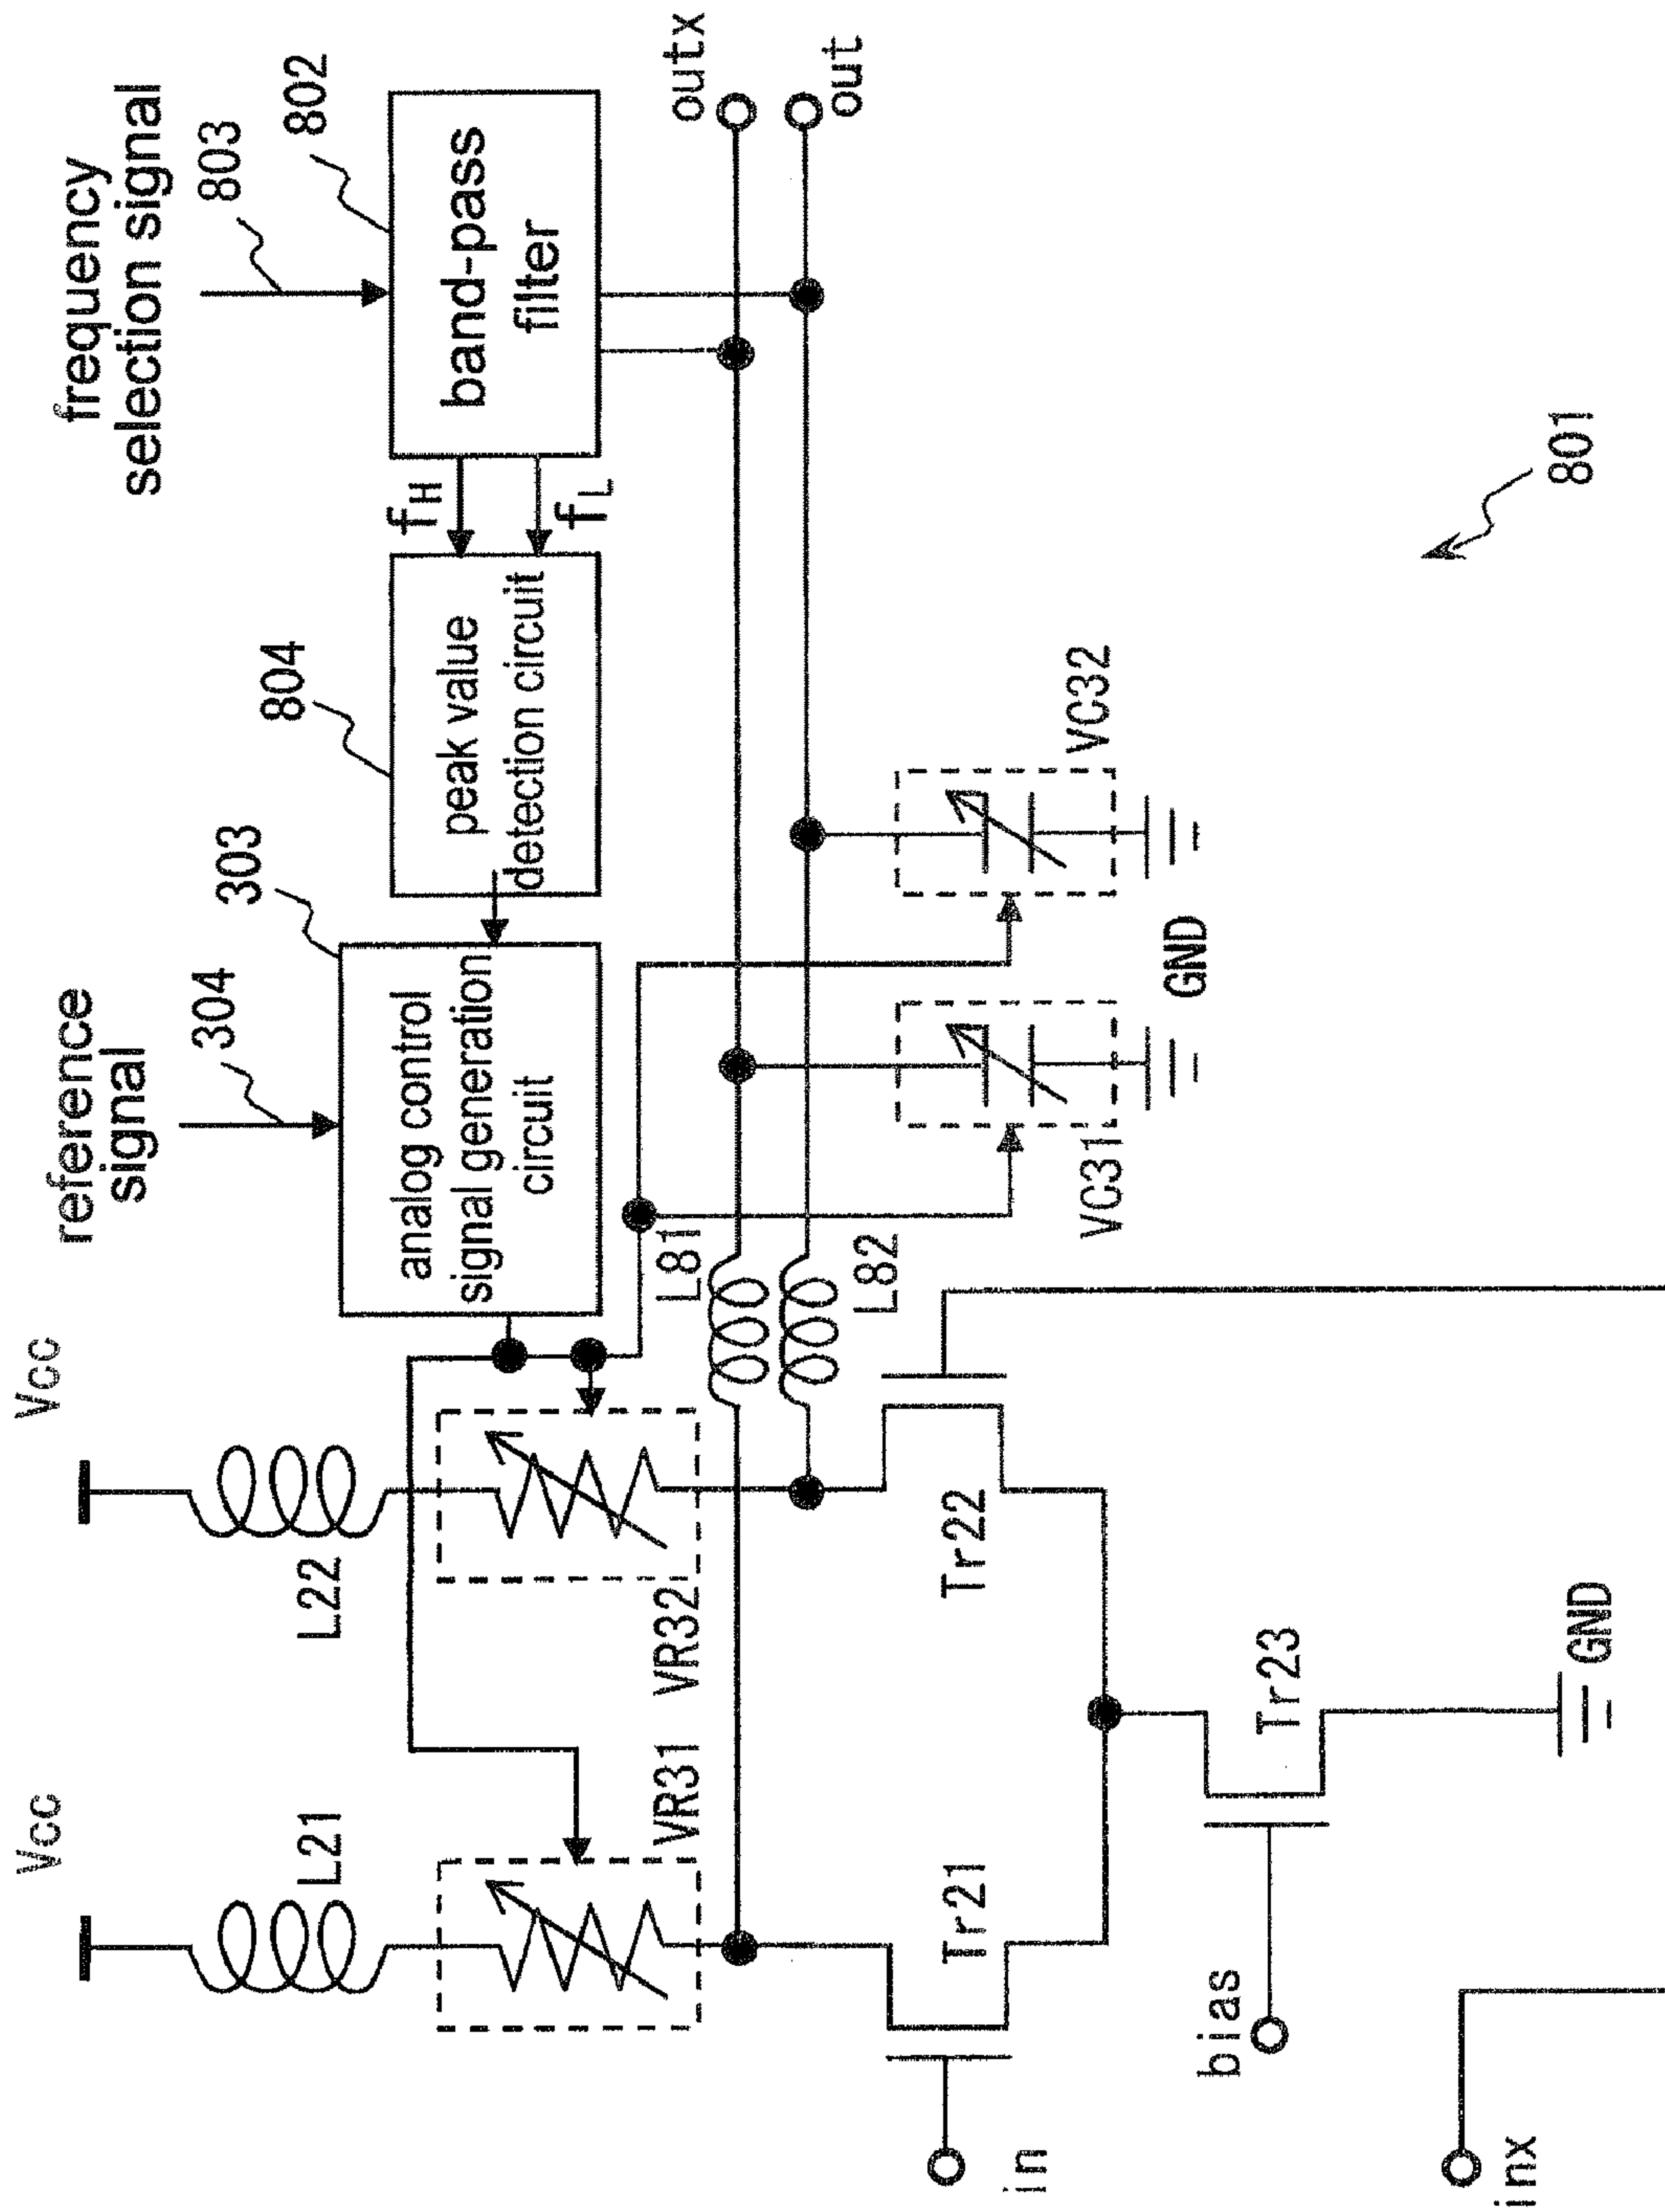 frequency
selection signal
803
802
band-pass
filter
outx
out
fH
fL
804
peak value
detection circuit
reference
signal
304
303
analog control
signal generation
circuit
VC32
GND
VC31
801
L81
L82
Vcc
L22
VR32
Tr22
Vcc
L21
VR31
Tr21
Tr23
GND
bias
in
inx